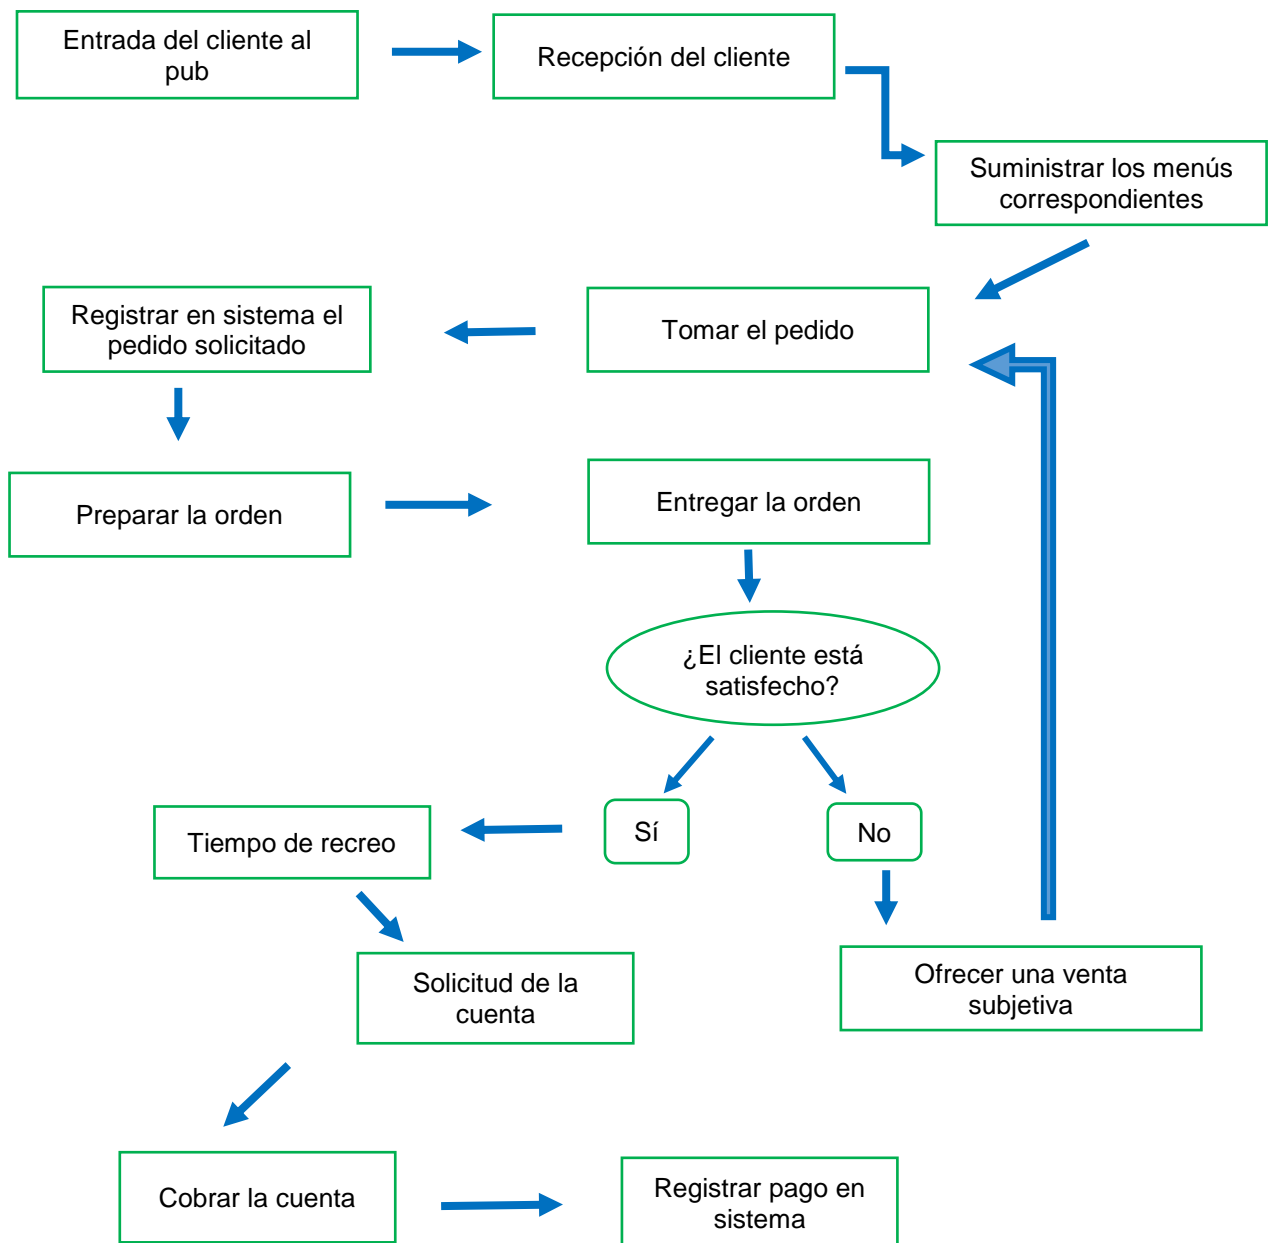 Entrada del cliente al
pub
Recepción del cliente
Suministrar los menús
correspondientes
Registrar en sistema el
pedido solicitado
Tomar el pedido
Preparar la orden
Entregar la orden
¿El cliente está
satisfecho?
Tiempo de recreo
Sí
No
Solicitud de la
cuenta
Ofrecer una venta
subjetiva
Cobrar la cuenta
Registrar pago en
sistema